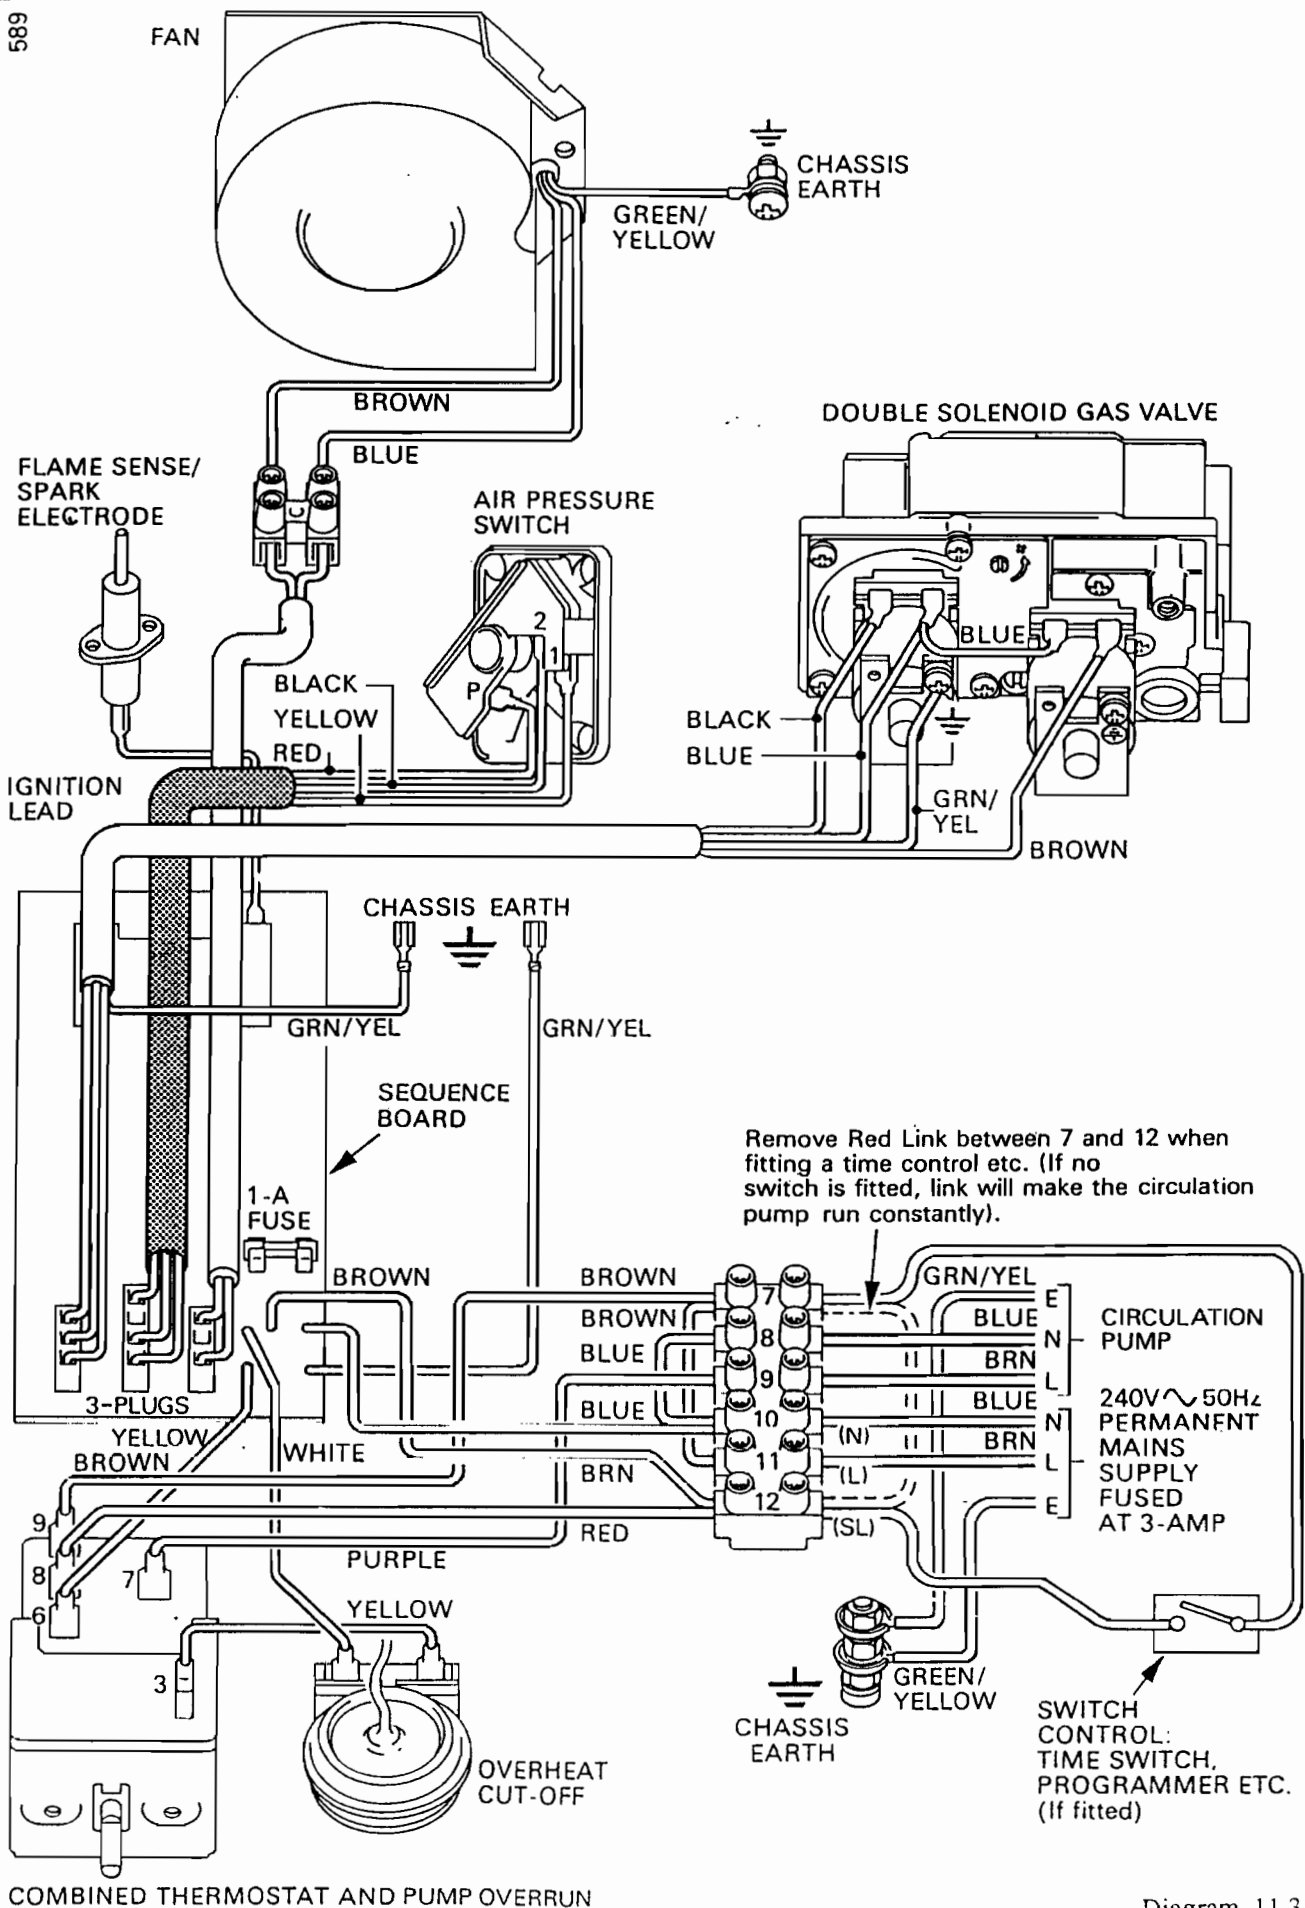 589
FAN
CHASSIS
EARTH
GREEN/
YELLOW
BROWN
BLUE
DOUBLE SOLENOID GAS VALVE
FLAME SENSE/
SPARK
ELECTRODE
C
AIR PRESSURE
SWITCH
2
1
P
BLUE
BLACK
YELLOW
RED
BLACK
BLUE
GRN/
YEL
BROWN
IGNITION
LEAD
CHASSIS EARTH
GRN/YEL
GRN/YEL
SEQUENCE
BOARD
Remove Red Link between 7 and 12 when
fitting a time control etc. (If no
switch is fitted, link will make the circulation
pump run constantly).
1-A
FUSE
BROWN
BROWN
BROWN
BLUE
BLUE
BRN
RED
7
8
9
10
11
12
(N)
(L)
(SL)
GRN/YEL
BLUE
BRN
BLUE
BRN
E
N
L
N
L
E
CIRCULATION
PUMP
240V 50Hz
PERMANENT
MAINS
SUPPLY
FUSED
AT 3-AMP
3-PLUGS
YELLOW
BROWN
WHITE
9
8
7
6
PURPLE
YELLOW
3
OVERHEAT
CUT-OFF
CHASSIS
EARTH
GREEN/
YELLOW
SWITCH
CONTROL:
TIME SWITCH,
PROGRAMMER ETC.
(If fitted)
COMBINED THERMOSTAT AND PUMP OVERRUN
Diagram 11.3